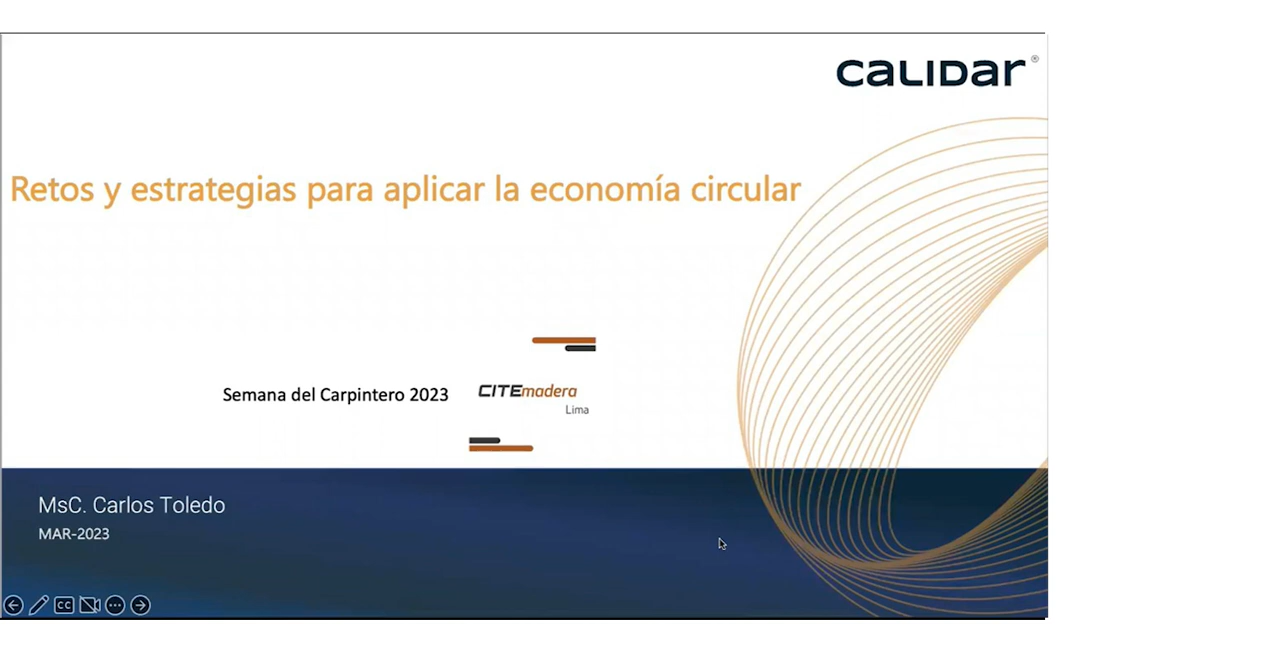 CALIDAR®
Retos y estrategias para aplicar la economía circular
Semana del Carpintero 2023
CITEmadera
Lima
MsC. Carlos Toledo
MAR-2023
CC